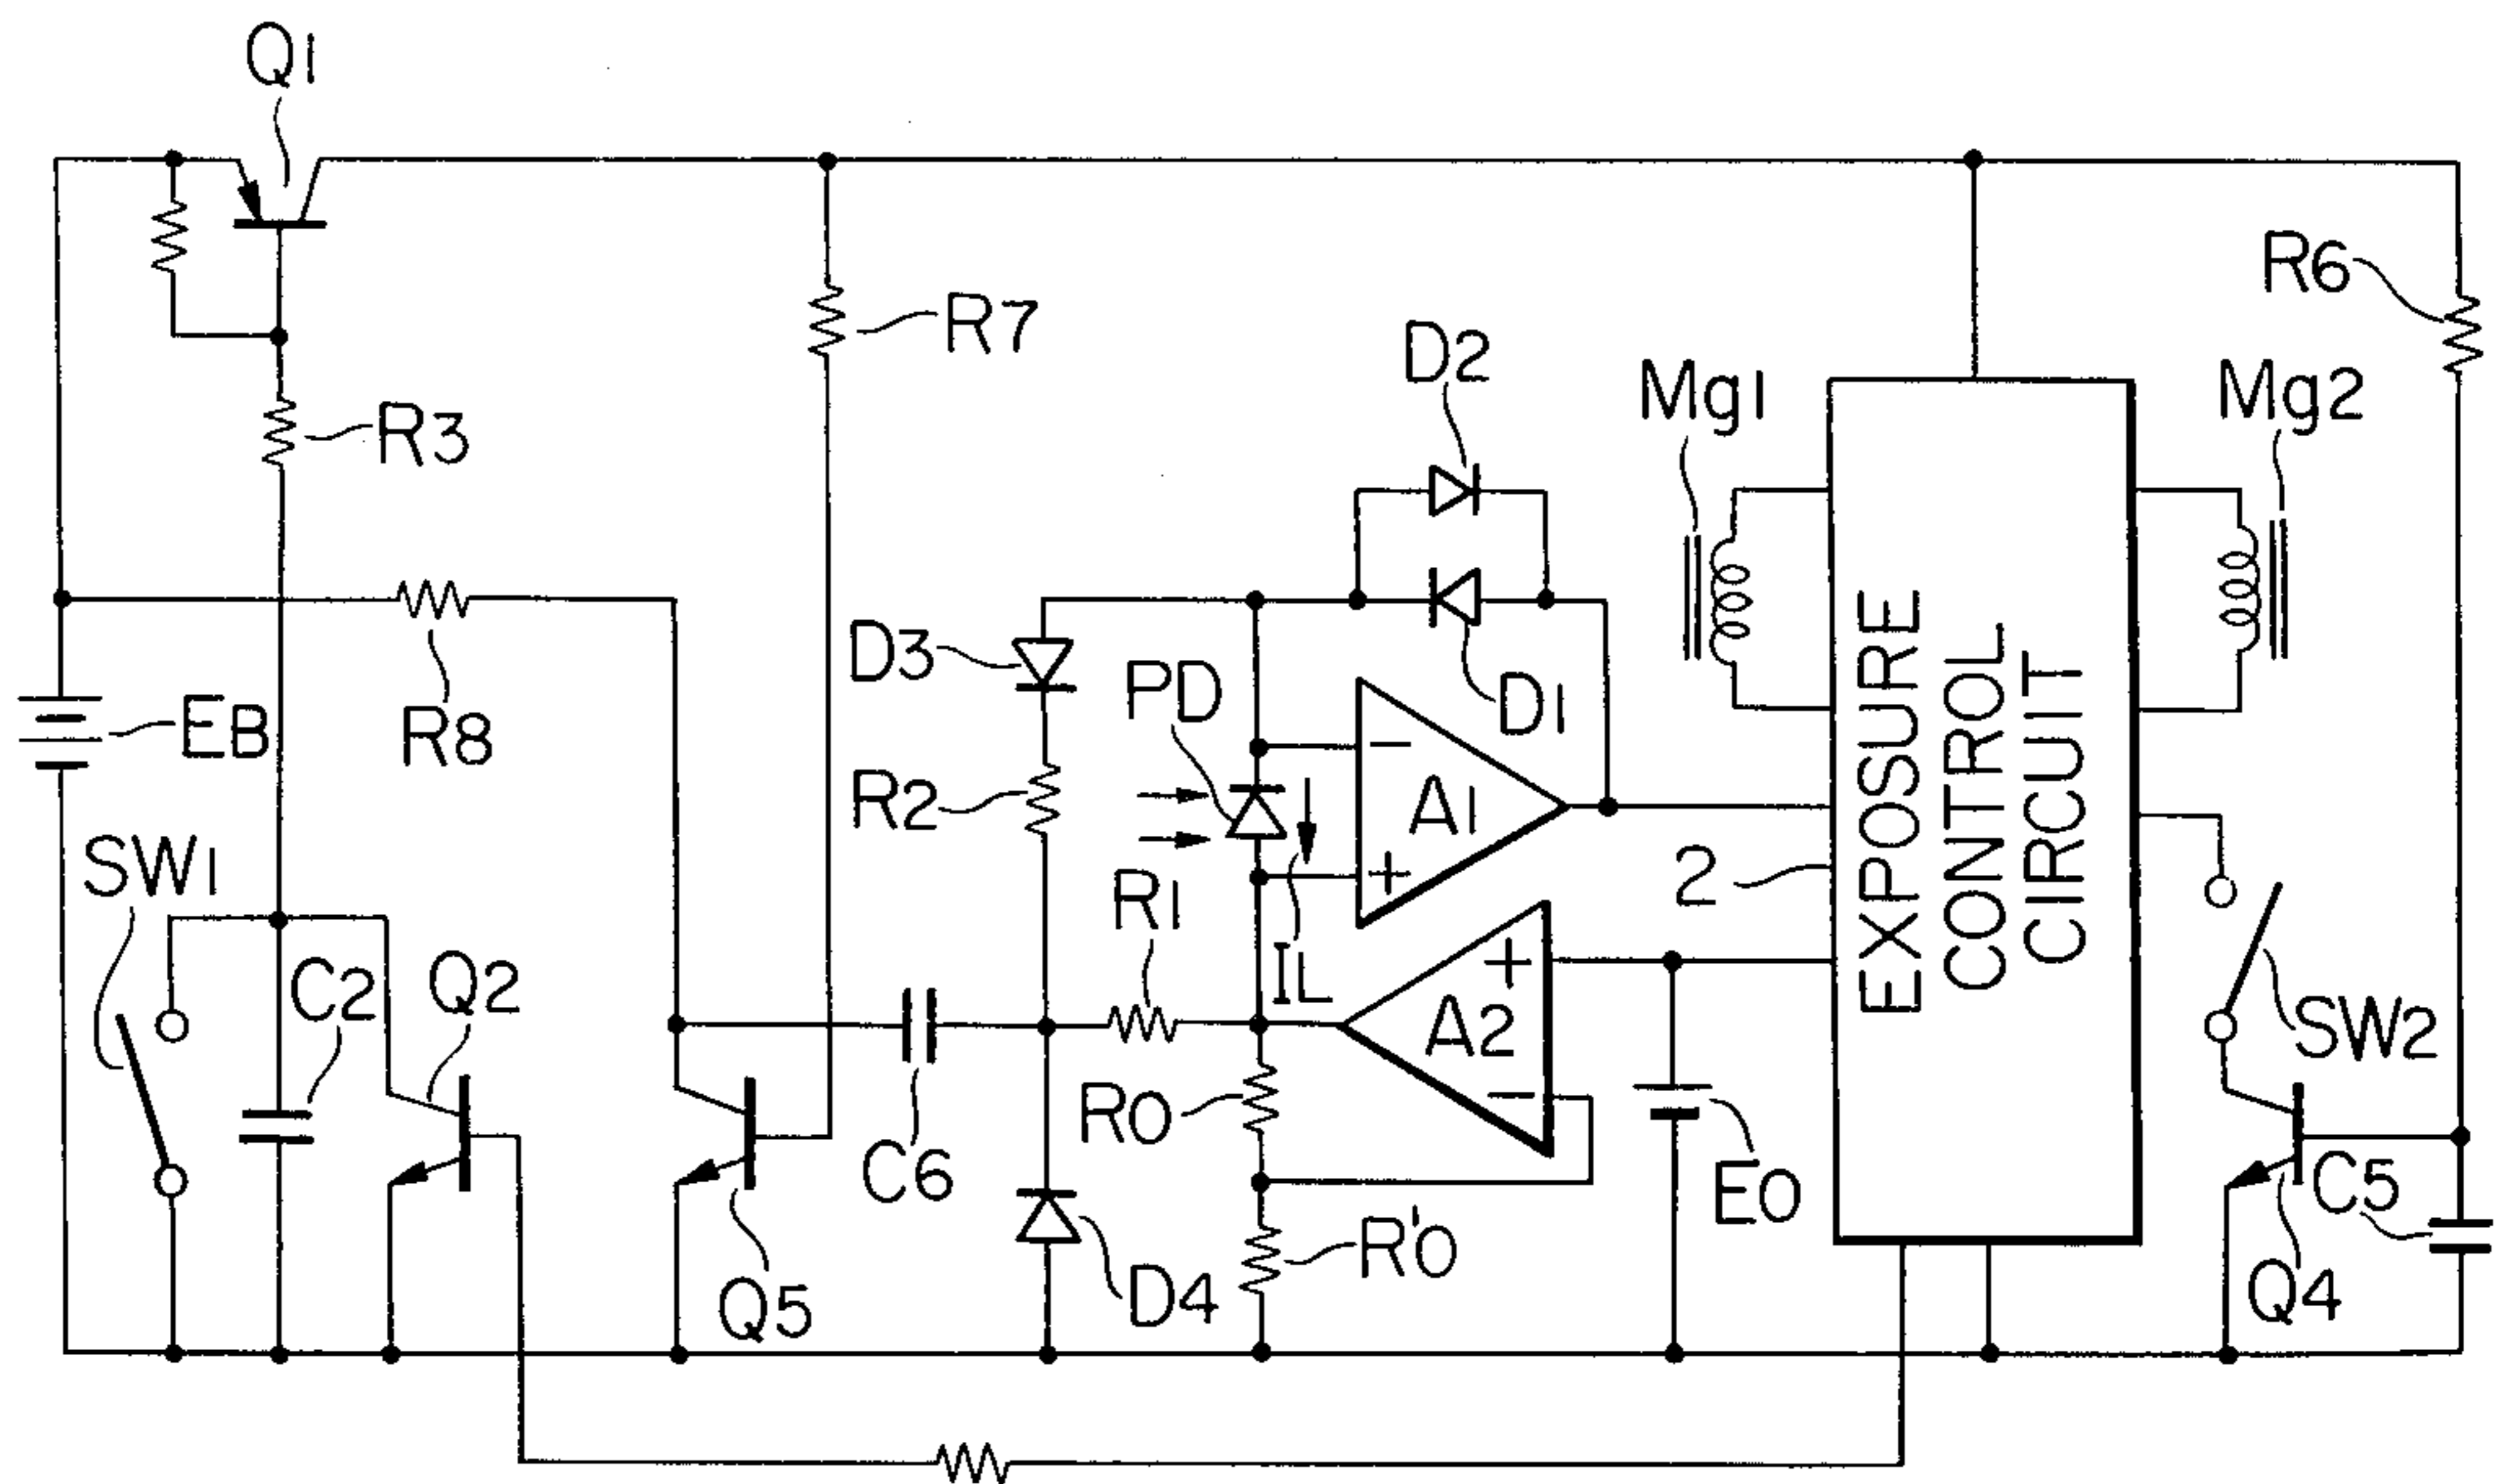 Q1
R7
R6
D2
Mg1
Mg2
R3
D3
PD
D1
EB
R8
R2
A1
EXPOSURE
CONTROL
CIRCUIT
SW1
R1
2
C2
Q2
IL
A2
SW2
R0
C6
E0
C5
R'0
D4
Q5
Q4